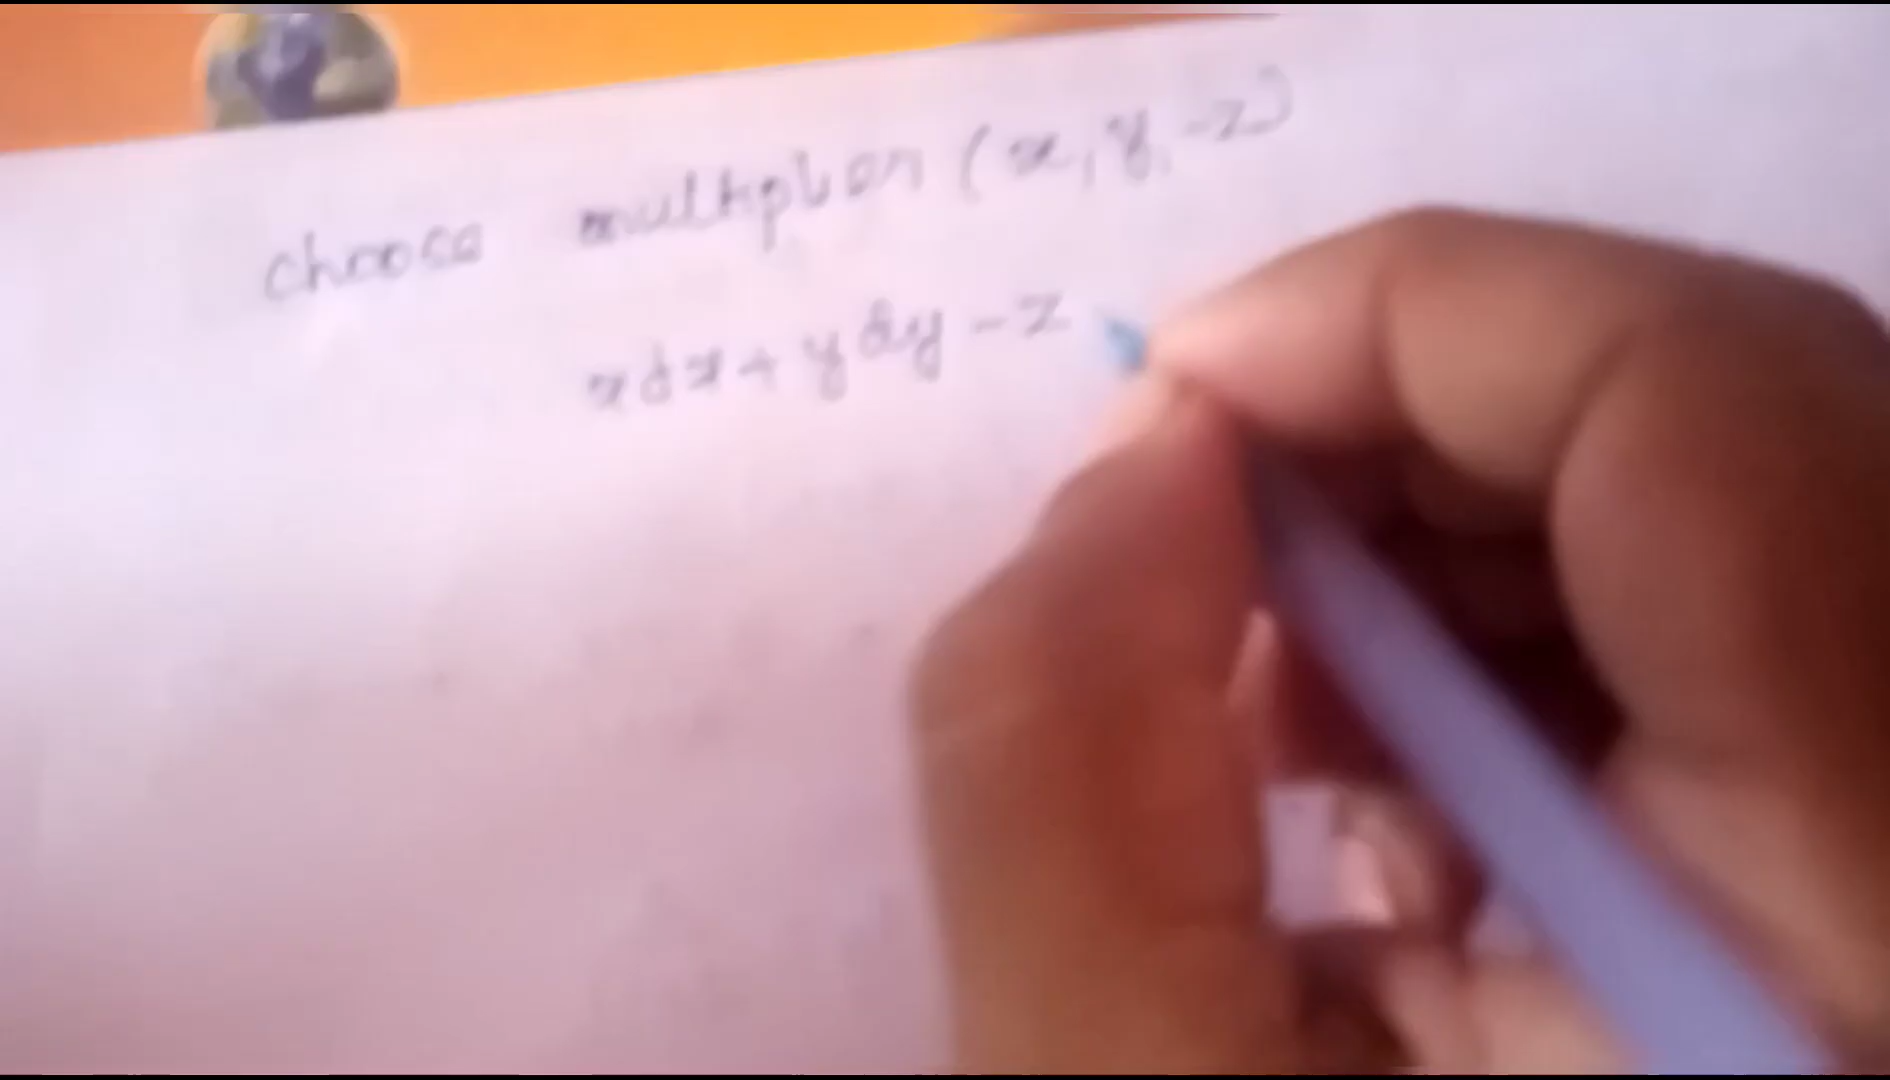 choose multiplier (x, y, -z)
xdx + ydy - z